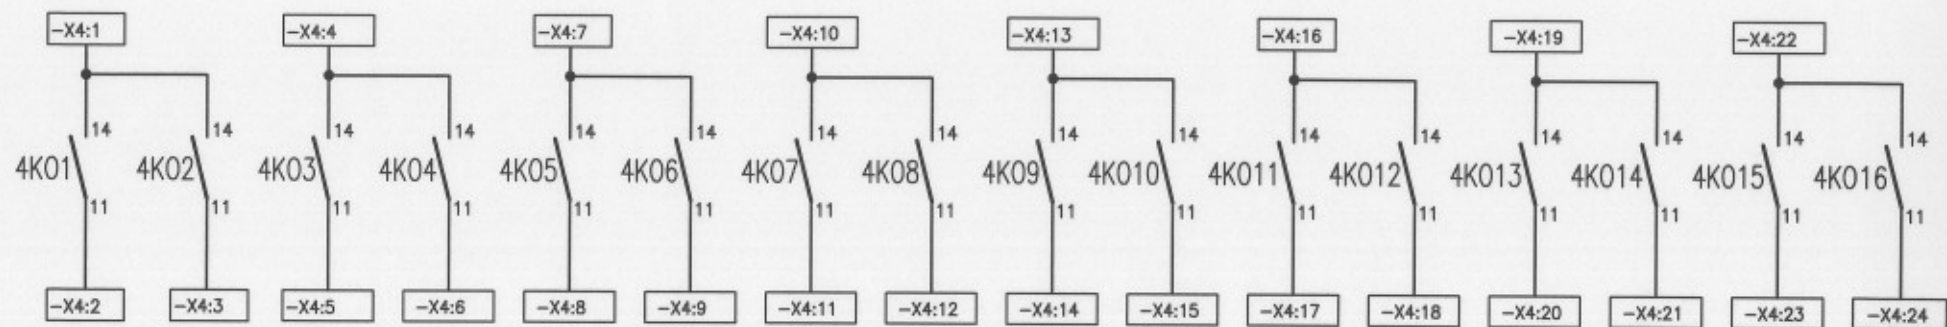 -X4:1 -X4:4 -X4:7 -X4:10 -X4:13 -X4:16 -X4:19 -X4:22
14 14 14 14 14 14 14 14 14 14 14 14 14 14 14 14
4K01 4K02 4K03 4K04 4K05 4K06 4K07 4K08 4K09 4K010 4K011 4K012 4K013 4K014 4K015 4K016
11 11 11 11 11 11 11 11 11 11 11 11 11 11 11 11
-X4:2 -X4:3 -X4:5 -X4:6 -X4:8 -X4:9 -X4:11 -X4:12 -X4:14 -X4:15 -X4:17 -X4:18 -X4:20 -X4:21 -X4:23 -X4:24